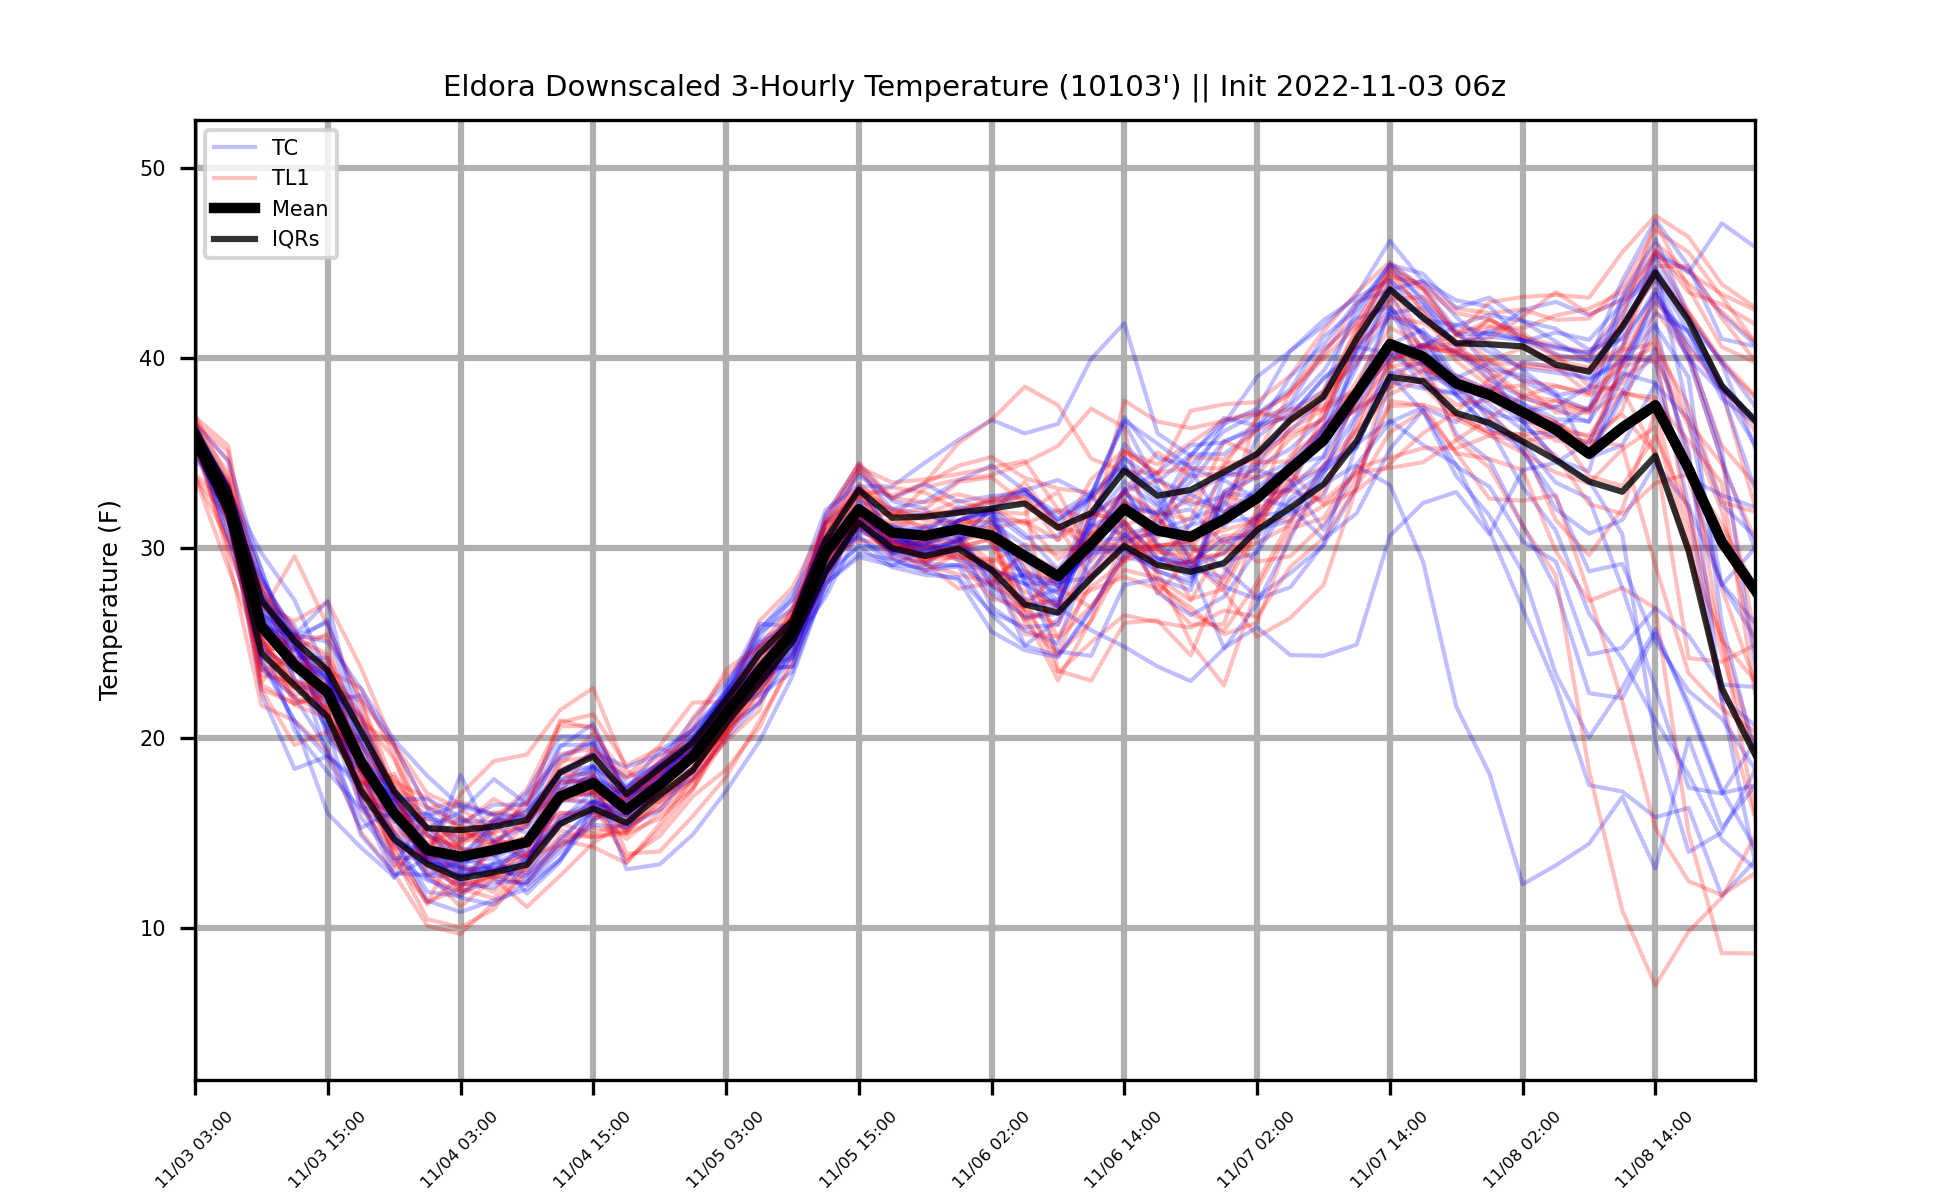 Eldora Downscaled 3-Hourly Temperature (10103') || Init 2022-11-03 06z
TC
TL1
Mean
IQRs
Temperature (F)
50
40
30
20
10
11/03 03:00
11/03 15:00
11/04 03:00
11/04 15:00
11/05 03:00
11/05 15:00
11/06 02:00
11/06 14:00
11/07 02:00
11/07 14:00
11/08 02:00
11/08 14:00